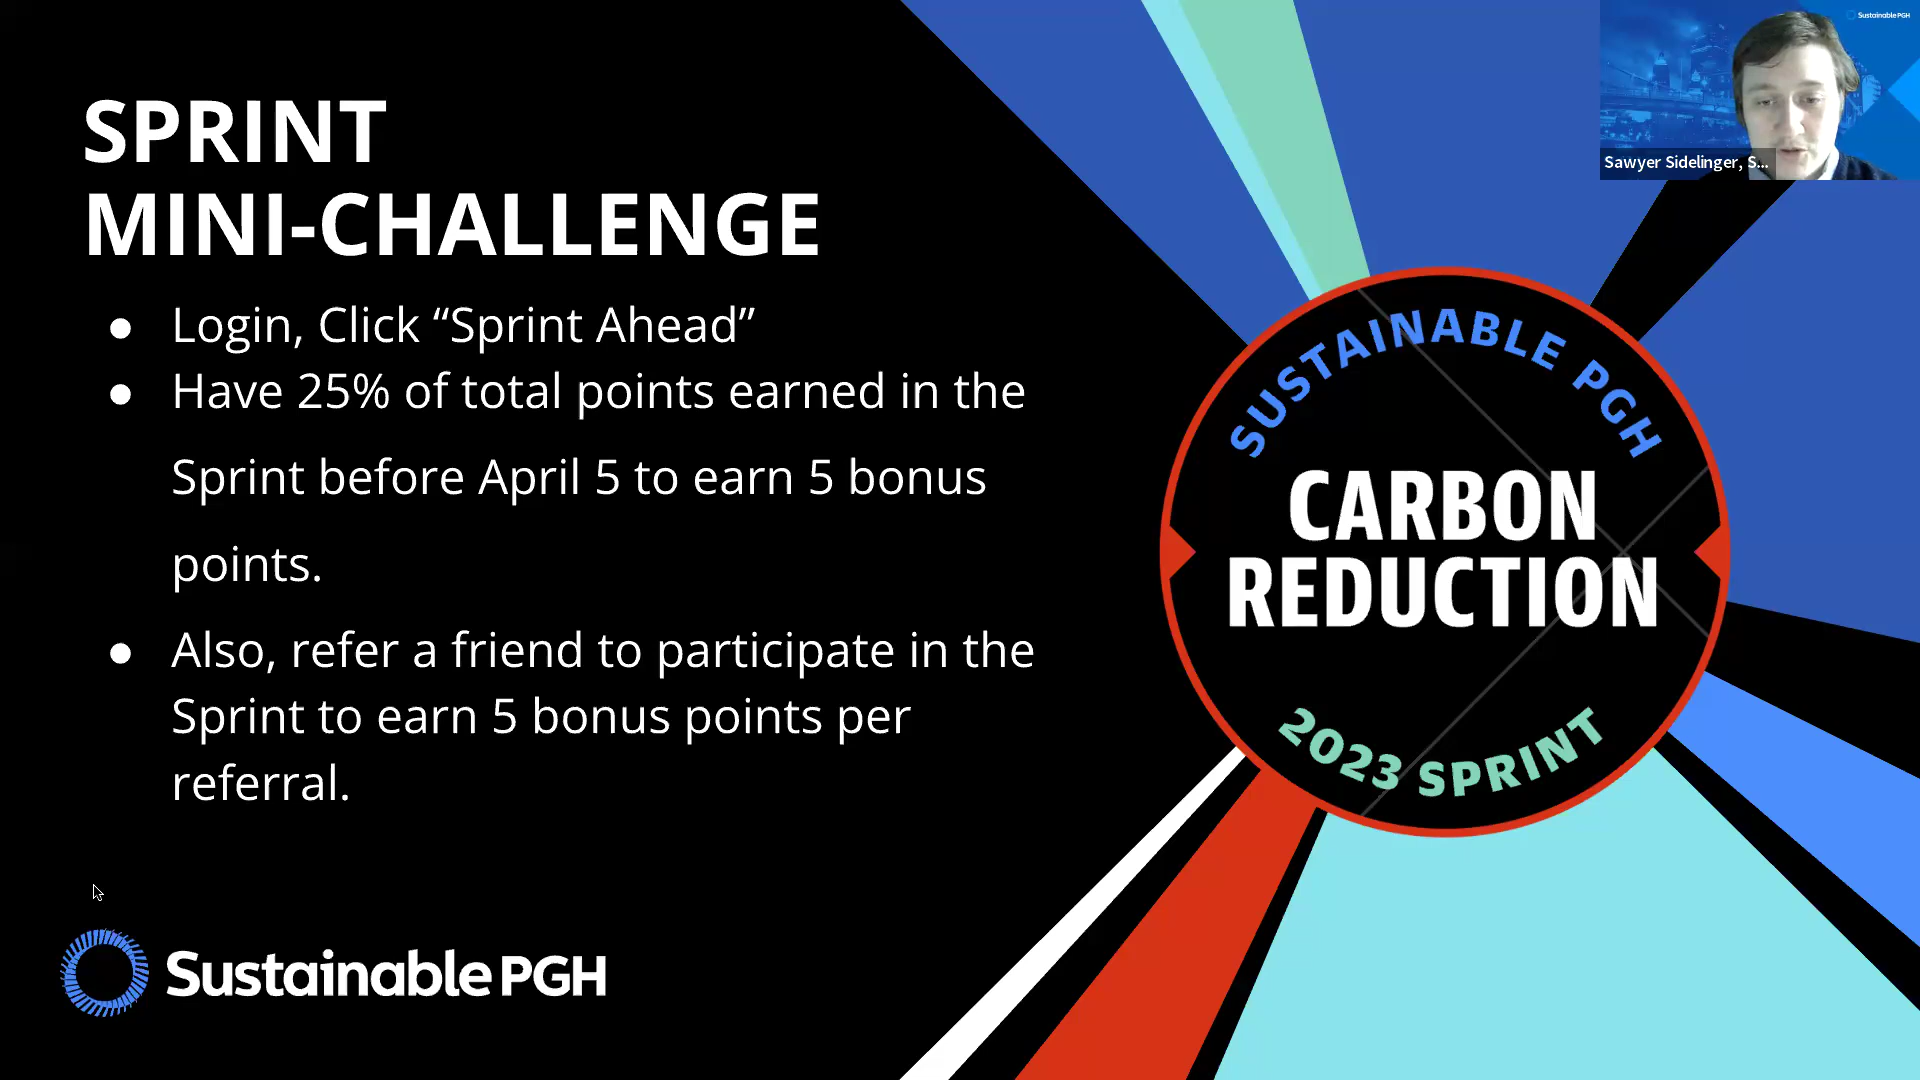 SustainablePGH
Sawyer Sidelinger, S...
SPRINT
MINI-CHALLENGE
● Login, Click “Sprint Ahead”
● Have 25% of total points earned in the
Sprint before April 5 to earn 5 bonus
points.
● Also, refer a friend to participate in the
Sprint to earn 5 bonus points per
referral.
SUSTAINABLE PGH
CARBON
REDUCTION
2023 SPRINT
SustainablePGH